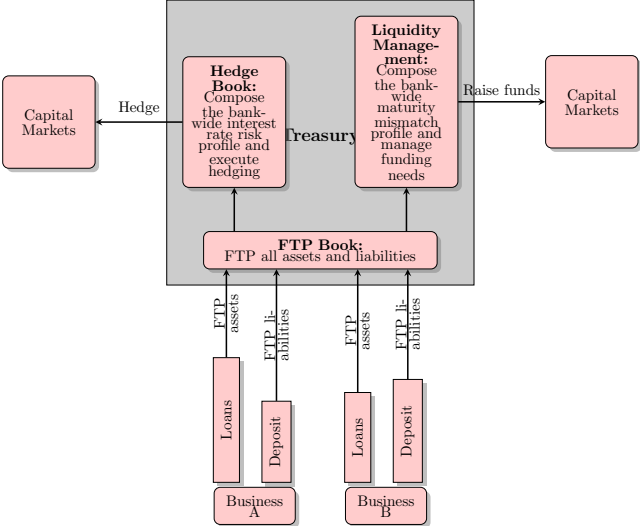 Capital
Markets
Hedge
Hedge
Book:
Compose
the bank-
wide interest
rate risk
profile and
execute
hedging
Treasury
Liquidity
Manage-
ment:
Compose
the bank-
wide
maturity
mismatch
profile and
manage
funding
needs
Raise funds
Capital
Markets
FTP Book:
FTP all assets and liabilities
FTP
assets
FTP li-
abilities
FTP
assets
FTP li-
abilities
Loans
Deposit
Loans
Deposit
Business
A
Business
B